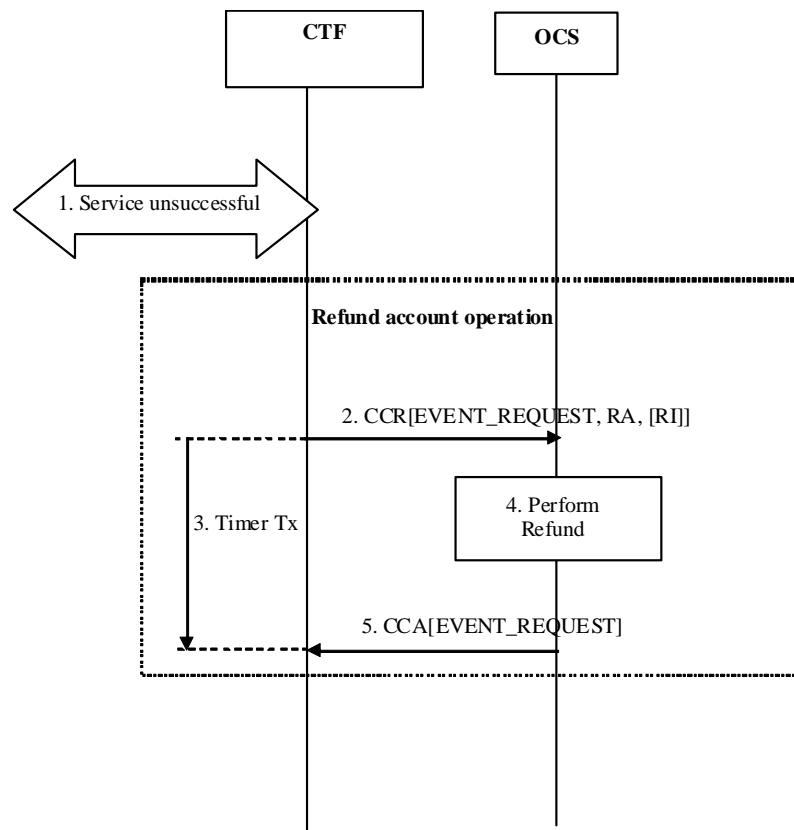 CTF
OCS
1. Service unsuccessful
Refund account operation
2. CCR[EVENT_REQUEST, RA, [RI]]
3. Timer Tx
4. Perform
Refund
5. CCA[EVENT_REQUEST]